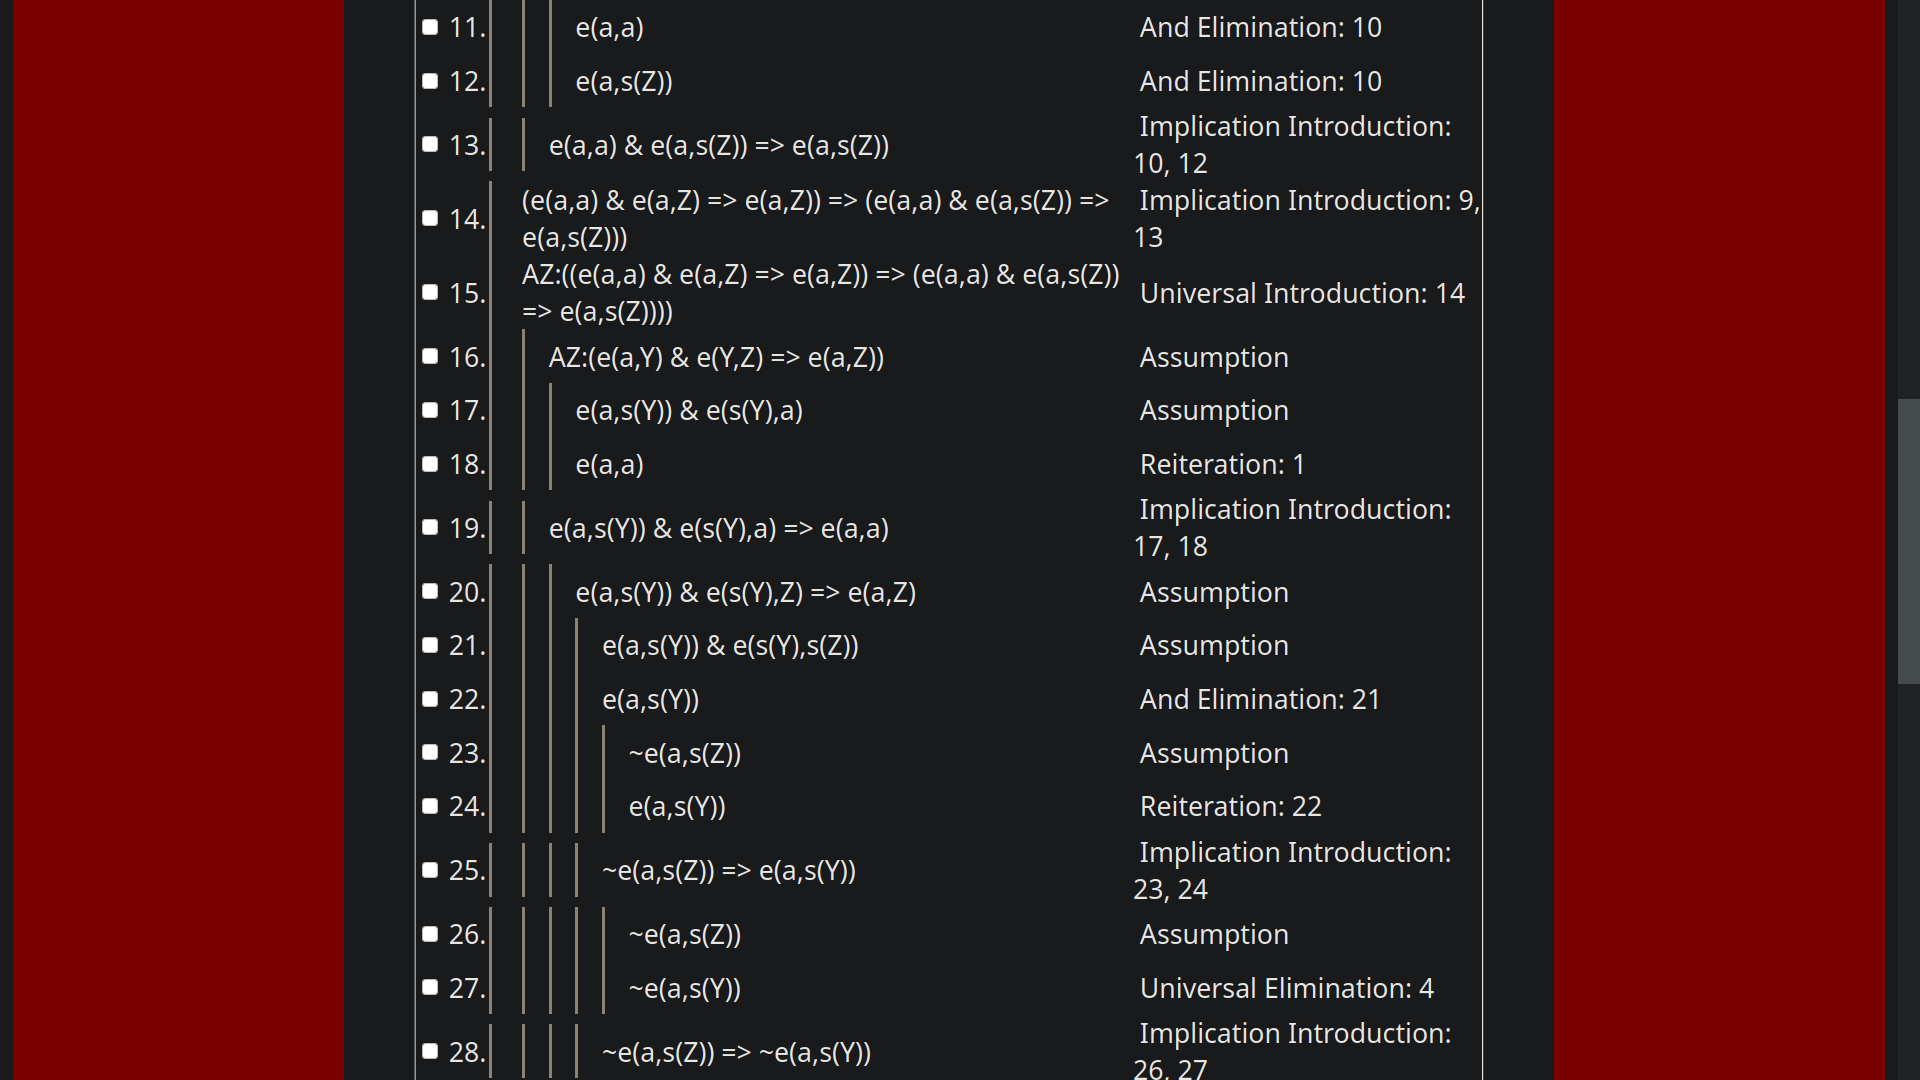 11. e(a,a) And Elimination: 10
12. e(a,s(Z)) And Elimination: 10
13. e(a,a) & e(a,s(Z)) => e(a,s(Z)) Implication Introduction: 10, 12
14. (e(a,a) & e(a,Z) => e(a,Z)) => (e(a,a) & e(a,s(Z)) => e(a,s(Z))) Implication Introduction: 9, 13
15. AZ:((e(a,a) & e(a,Z) => e(a,Z)) => (e(a,a) & e(a,s(Z)) => e(a,s(Z)))) Universal Introduction: 14
16. AZ:(e(a,Y) & e(Y,Z) => e(a,Z)) Assumption
17. e(a,s(Y)) & e(s(Y),a) Assumption
18. e(a,a) Reiteration: 1
19. e(a,s(Y)) & e(s(Y),a) => e(a,a) Implication Introduction: 17, 18
20. e(a,s(Y)) & e(s(Y),Z) => e(a,Z) Assumption
21. e(a,s(Y)) & e(s(Y),s(Z)) Assumption
22. e(a,s(Y)) And Elimination: 21
23. ~e(a,s(Z)) Assumption
24. e(a,s(Y)) Reiteration: 22
25. ~e(a,s(Z)) => e(a,s(Y)) Implication Introduction: 23, 24
26. ~e(a,s(Z)) Assumption
27. ~e(a,s(Y)) Universal Elimination: 4
28. ~e(a,s(Z)) => ~e(a,s(Y)) Implication Introduction: 26, 27